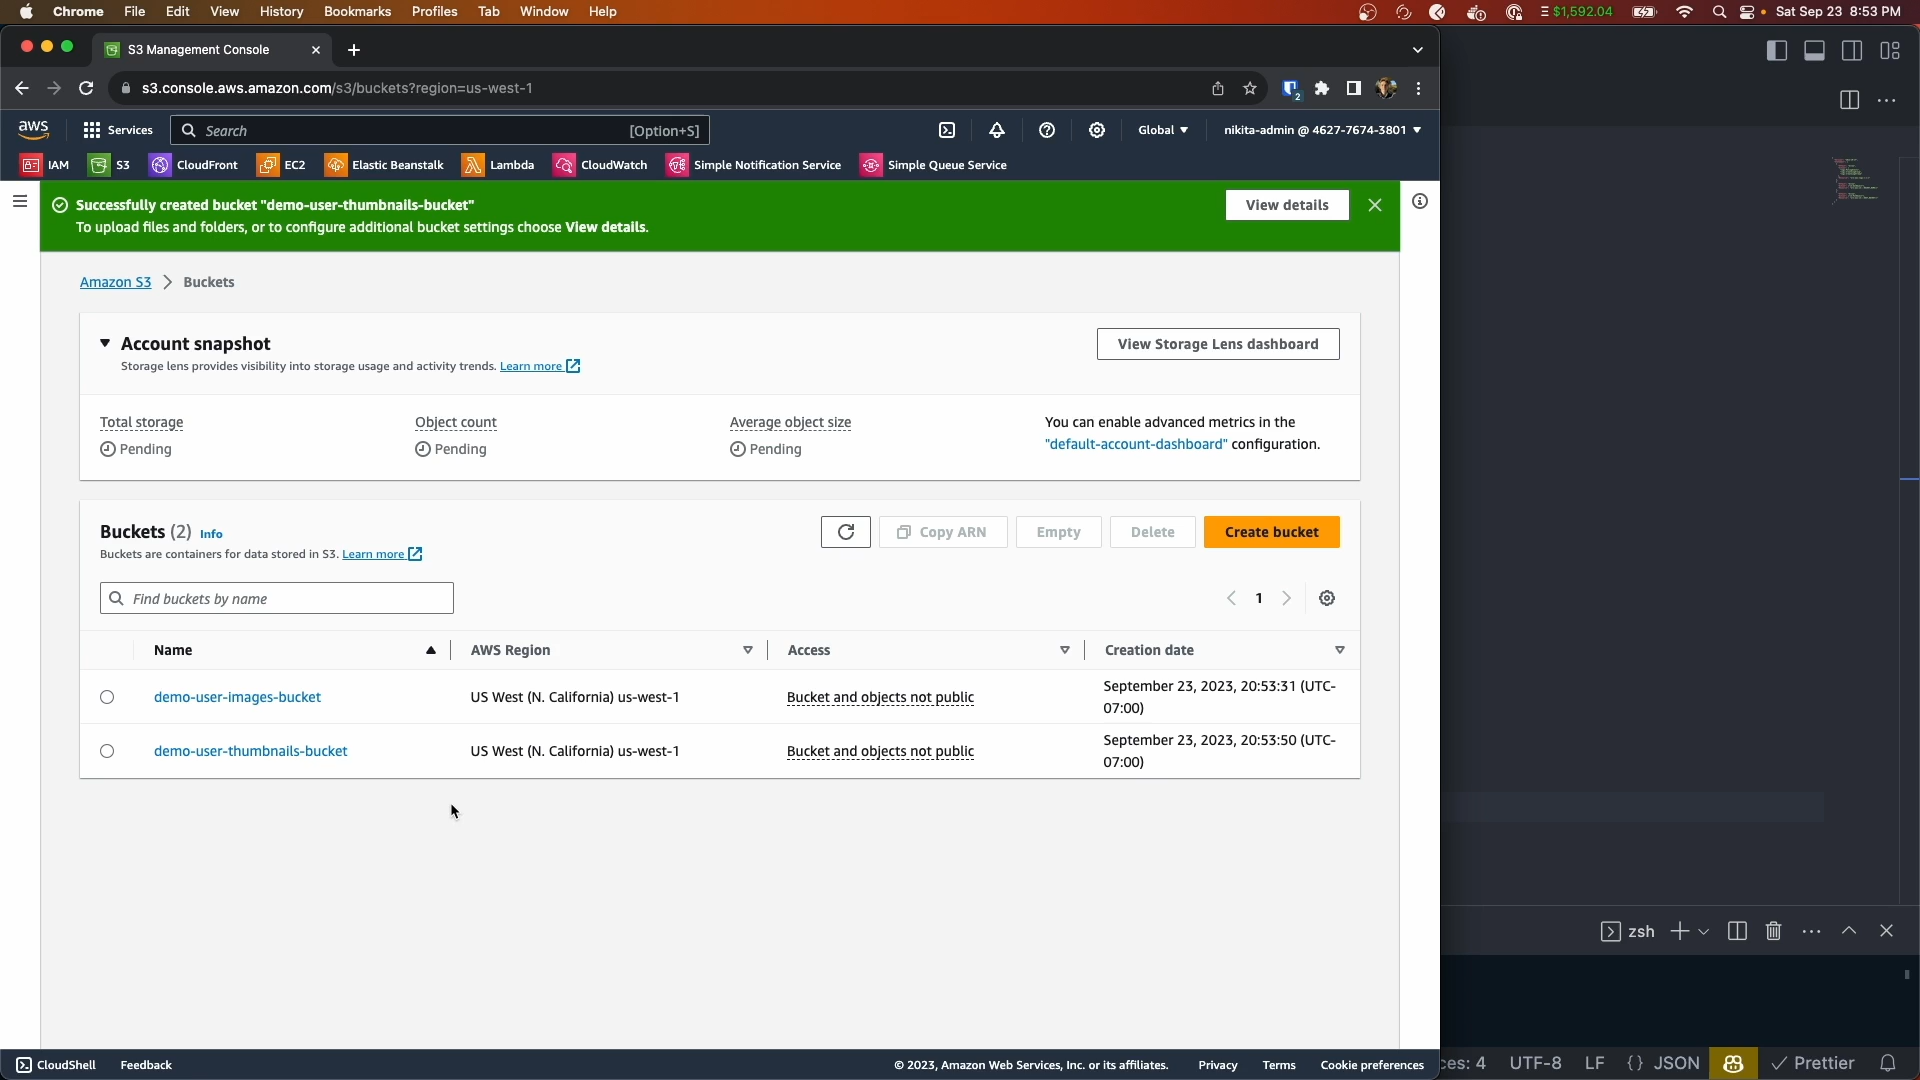 Chrome File Edit View History Bookmarks Profiles Tab Window Help $1,592.04 Sat Sep 23 8:53 PM
S3 Management Console
s3.console.aws.amazon.com/s3/buckets?region=us-west-1
2
aws Services Search [Option+S] Global nikita-admin @ 4627-7674-3801
IAM S3 CloudFront EC2 Elastic Beanstalk Lambda CloudWatch Simple Notification Service Simple Queue Service
Successfully created bucket "demo-user-thumbnails-bucket"
To upload files and folders, or to configure additional bucket settings choose View details.
View details
Amazon S3 Buckets
Account snapshot
Storage lens provides visibility into storage usage and activity trends. Learn more
View Storage Lens dashboard
Total storage
Pending
Object count
Pending
Average object size
Pending
You can enable advanced metrics in the
"default-account-dashboard" configuration.
Buckets (2) Info
Buckets are containers for data stored in S3. Learn more
Copy ARN Empty Delete Create bucket
Find buckets by name
1
Name AWS Region Access Creation date
demo-user-images-bucket US West (N. California) us-west-1 Bucket and objects not public September 23, 2023, 20:53:31 (UTC-
07:00)
demo-user-thumbnails-bucket US West (N. California) us-west-1 Bucket and objects not public September 23, 2023, 20:53:50 (UTC-
07:00)
zsh
CloudShell Feedback © 2023, Amazon Web Services, Inc. or its affiliates. Privacy Terms Cookie preferences
ces: 4 UTF-8 LF {} JSON Prettier